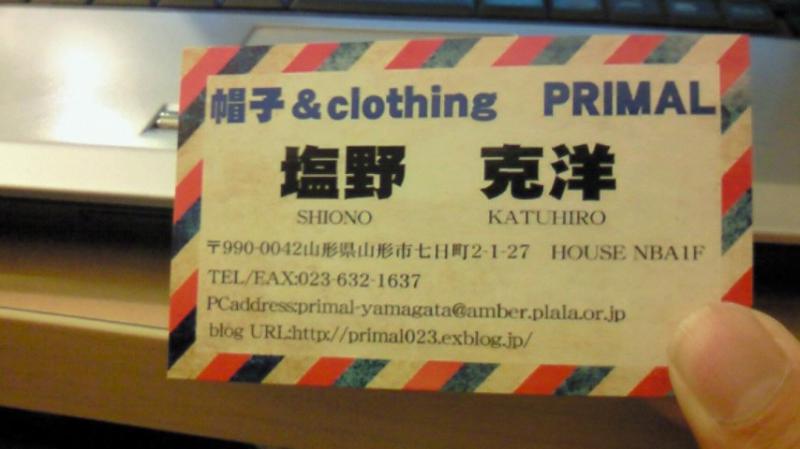 帽子&clothing PRIMAL
塩野 克洋
SHIONO KATUHIRO
〒990-0042山形県山形市七日町2-1-27 HOUSE NBA1F
TEL/EAX:023-632-1637
PCaddress:primal-yamagata@amber.plala.or.jp
blog URL:http://primal023.exblog.jp/